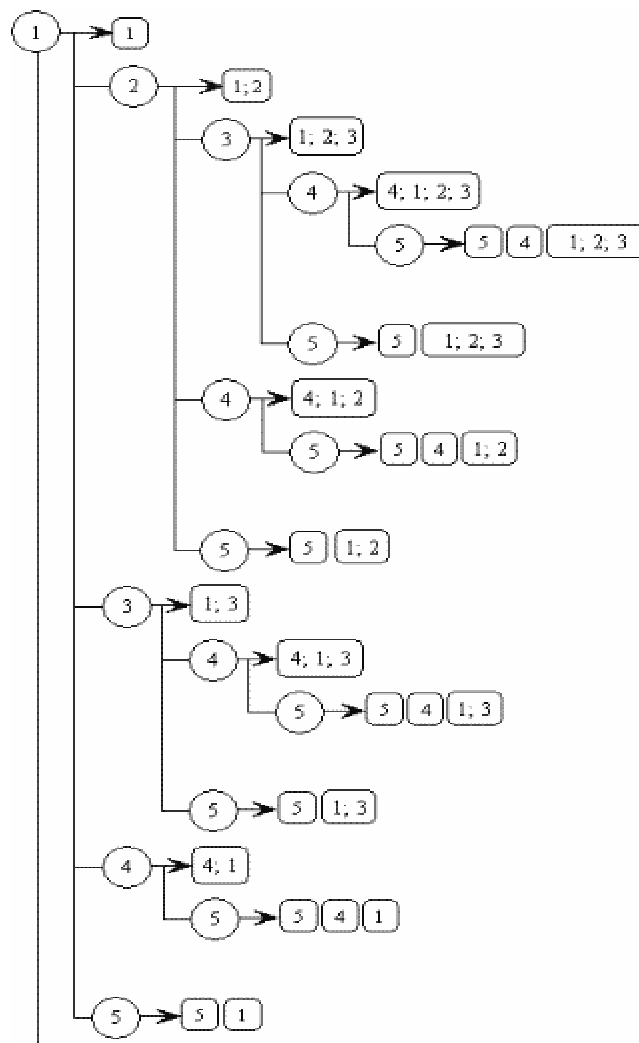 1 1
2 1; 2
3 1; 2; 3
4 4; 1; 2; 3
5 5 4 1; 2; 3
5 5 1; 2; 3
4 4; 1; 2
5 5 4 1; 2
5 5 1; 2
3 1; 3
4 4; 1; 3
5 5 4 1; 3
5 5 1; 3
4 4; 1
5 5 4 1
5 5 1